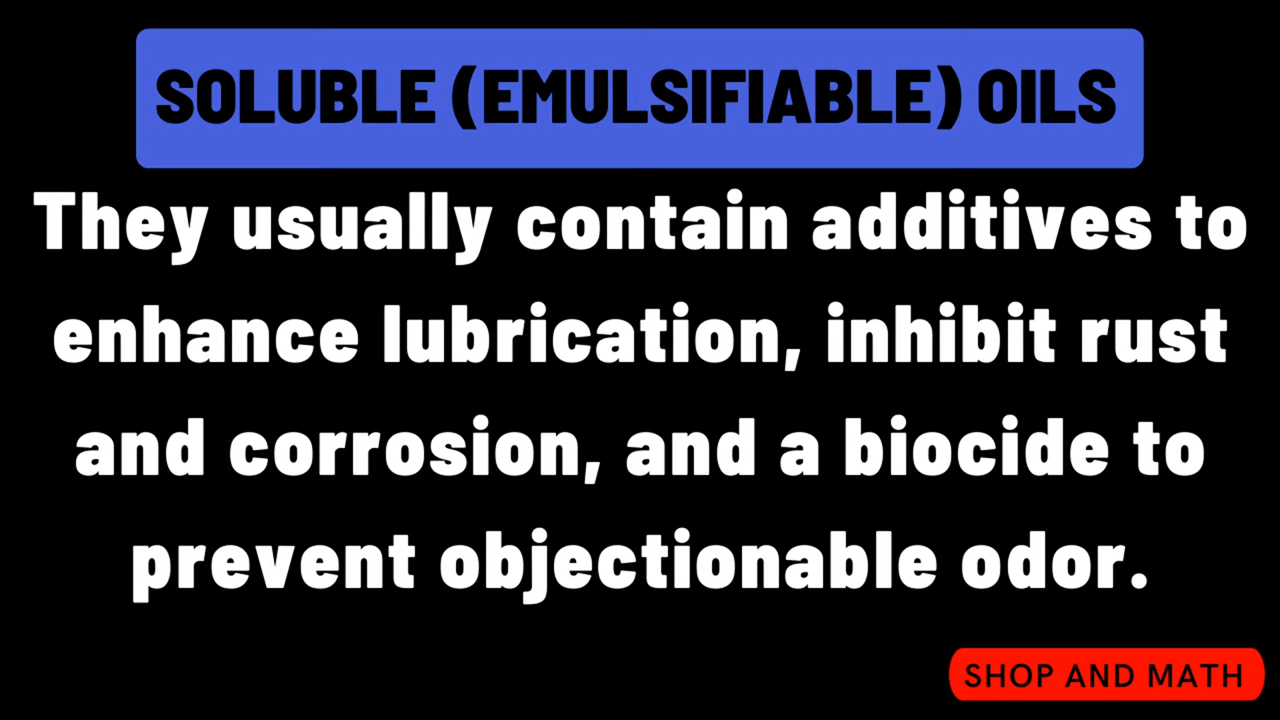 SOLUBLE (EMULSIFIABLE) OILS
They usually contain additives to
enhance lubrication, inhibit rust
and corrosion, and a biocide to
prevent objectionable odor.
SHOP AND MATH